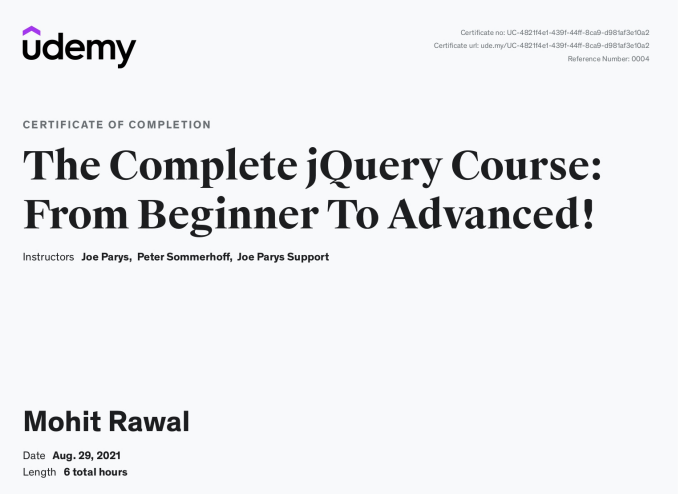 udemy
Certificate no: UC-4821f4e1-439f-44ff-8ca9-d981af3e10a2
Certificate url: ude.my/UC-4821f4e1-439f-44ff-8ca9-d981af3e10a2
Reference Number: 0004
CERTIFICATE OF COMPLETION
The Complete jQuery Course:
From Beginner To Advanced!
Instructors Joe Parys, Peter Sommerhoff, Joe Parys Support
Mohit Rawal
Date Aug. 29, 2021
Length 6 total hours